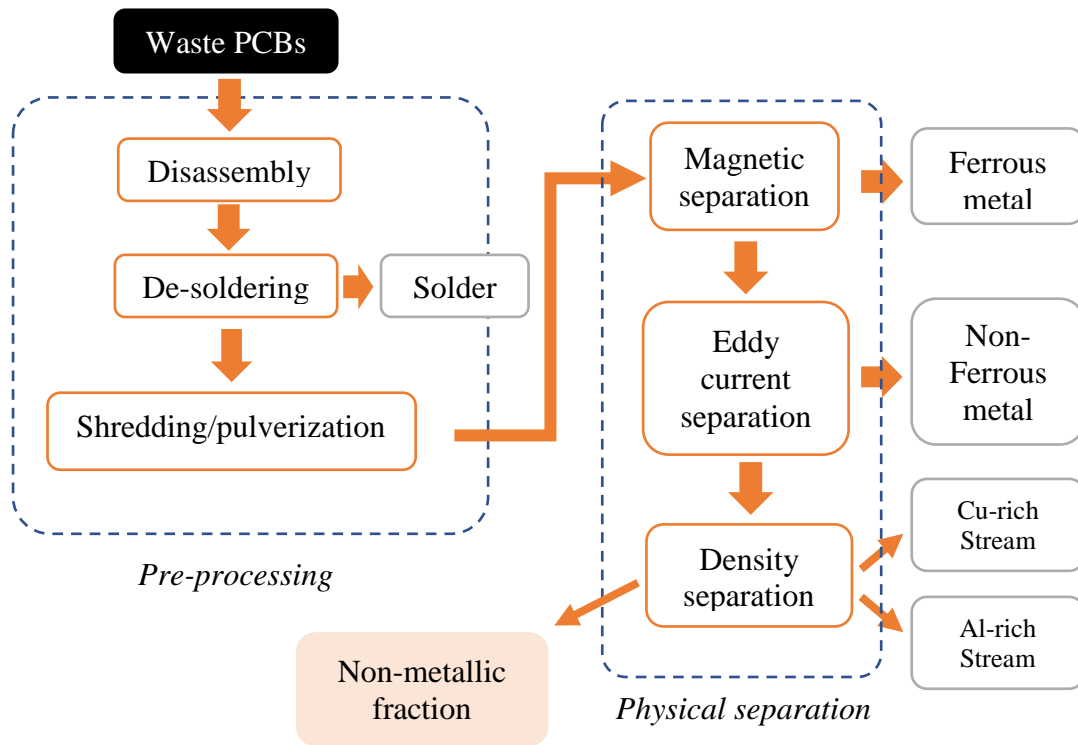 Waste PCBs
Disassembly
De-soldering
Solder
Shredding/pulverization
Pre-processing
Magnetic
separation
Ferrous
metal
Eddy
current
separation
Non-
Ferrous
metal
Density
separation
Cu-rich
Stream
Al-rich
Stream
Non-metallic
fraction
Physical separation